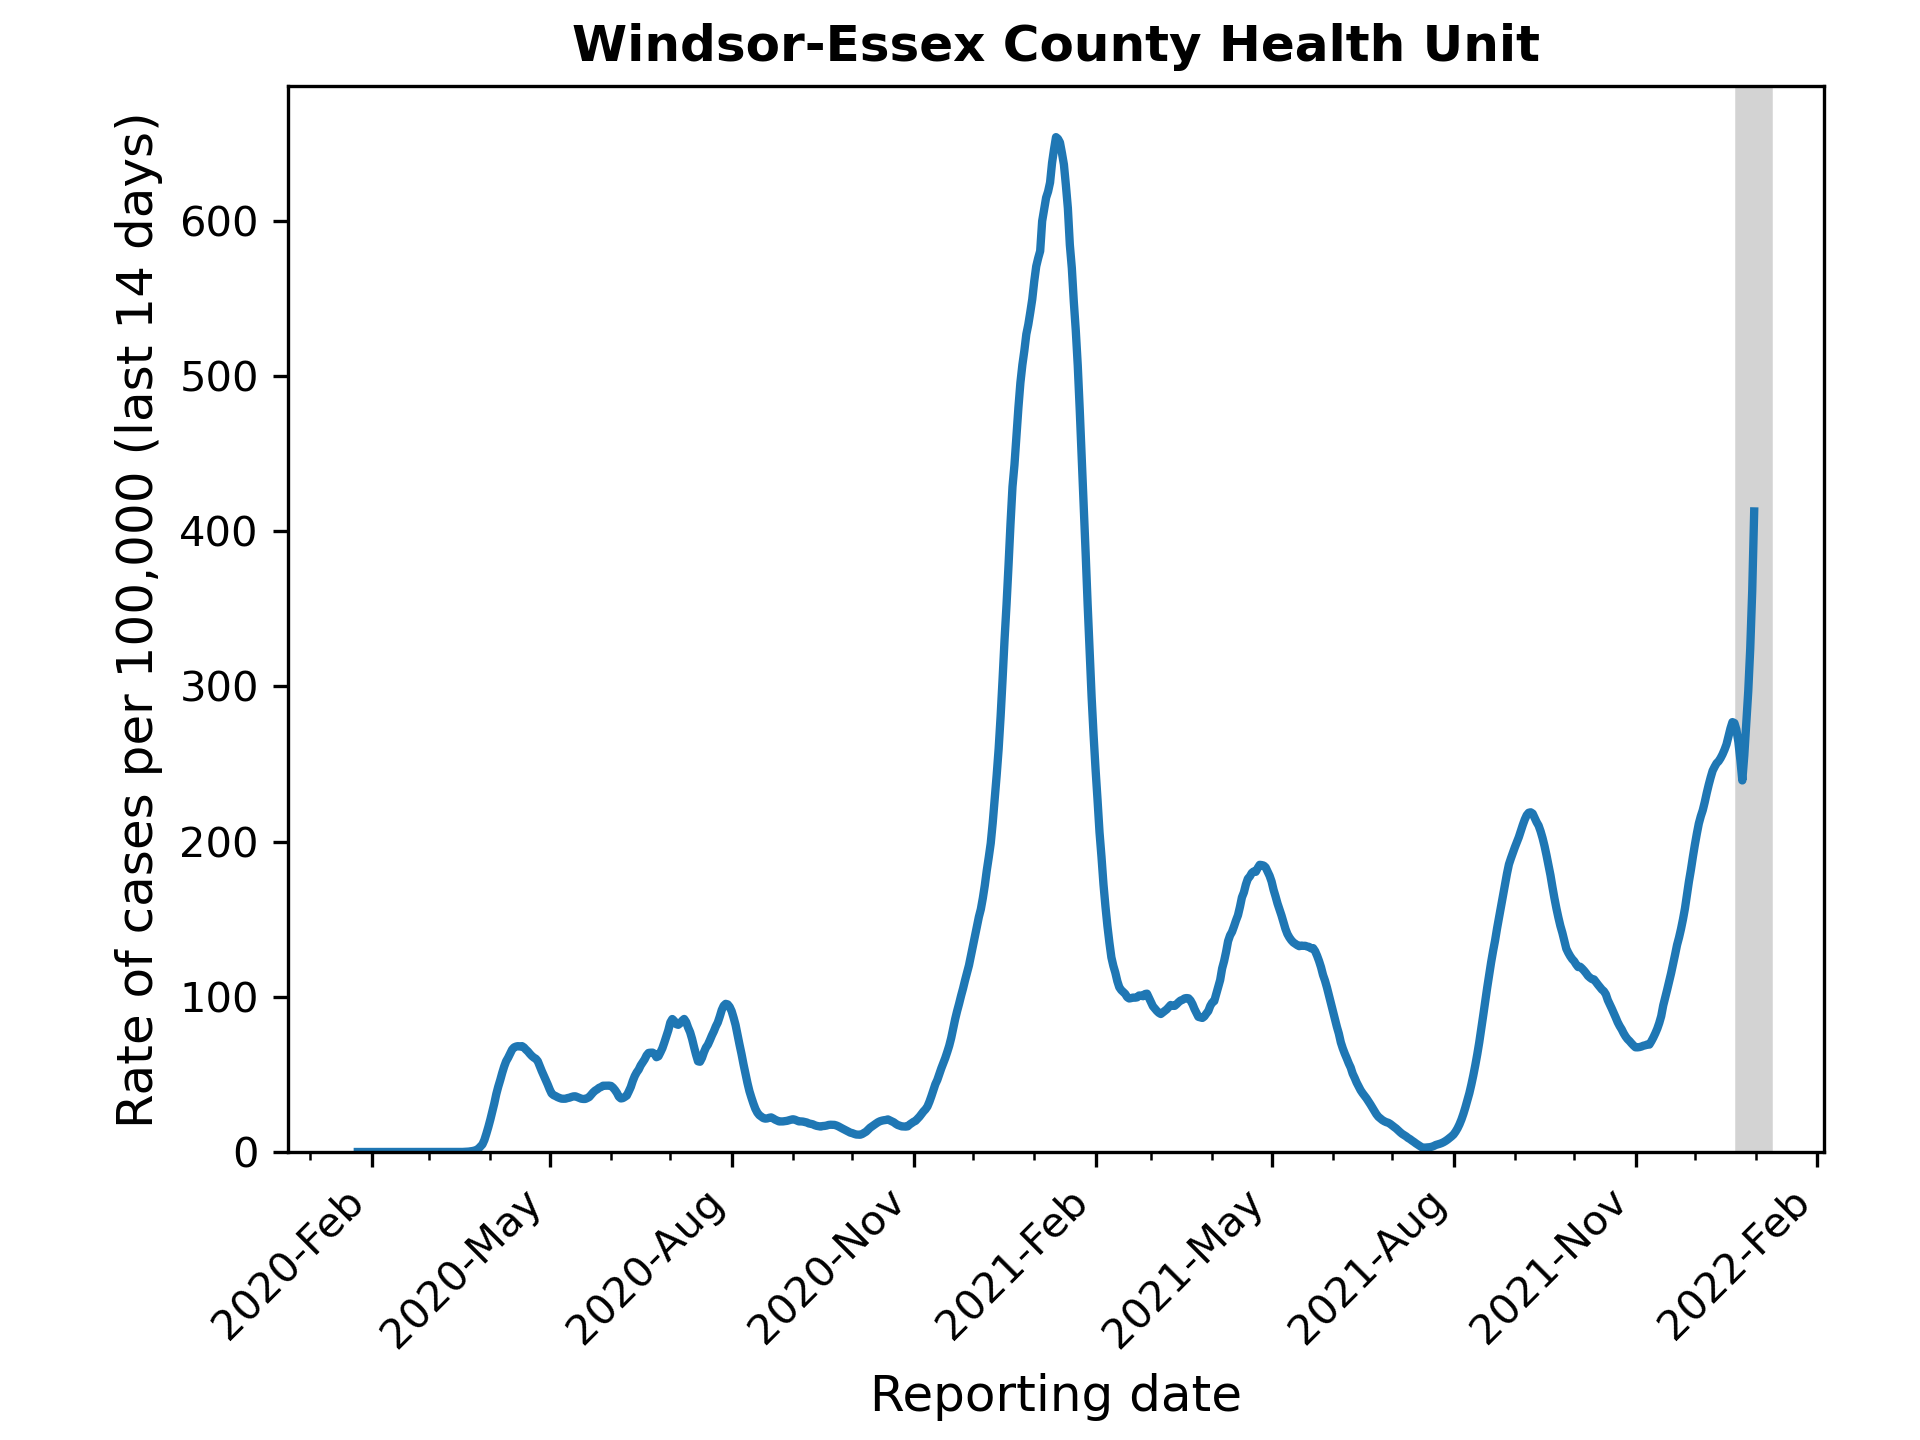 Windsor-Essex County Health Unit
Rate of cases per 100,000 (last 14 days)
600
500
400
300
200
100
0
2020-Feb
2020-May
2020-Aug
2020-Nov
2021-Feb
2021-May
2021-Aug
2021-Nov
2022-Feb
Reporting date